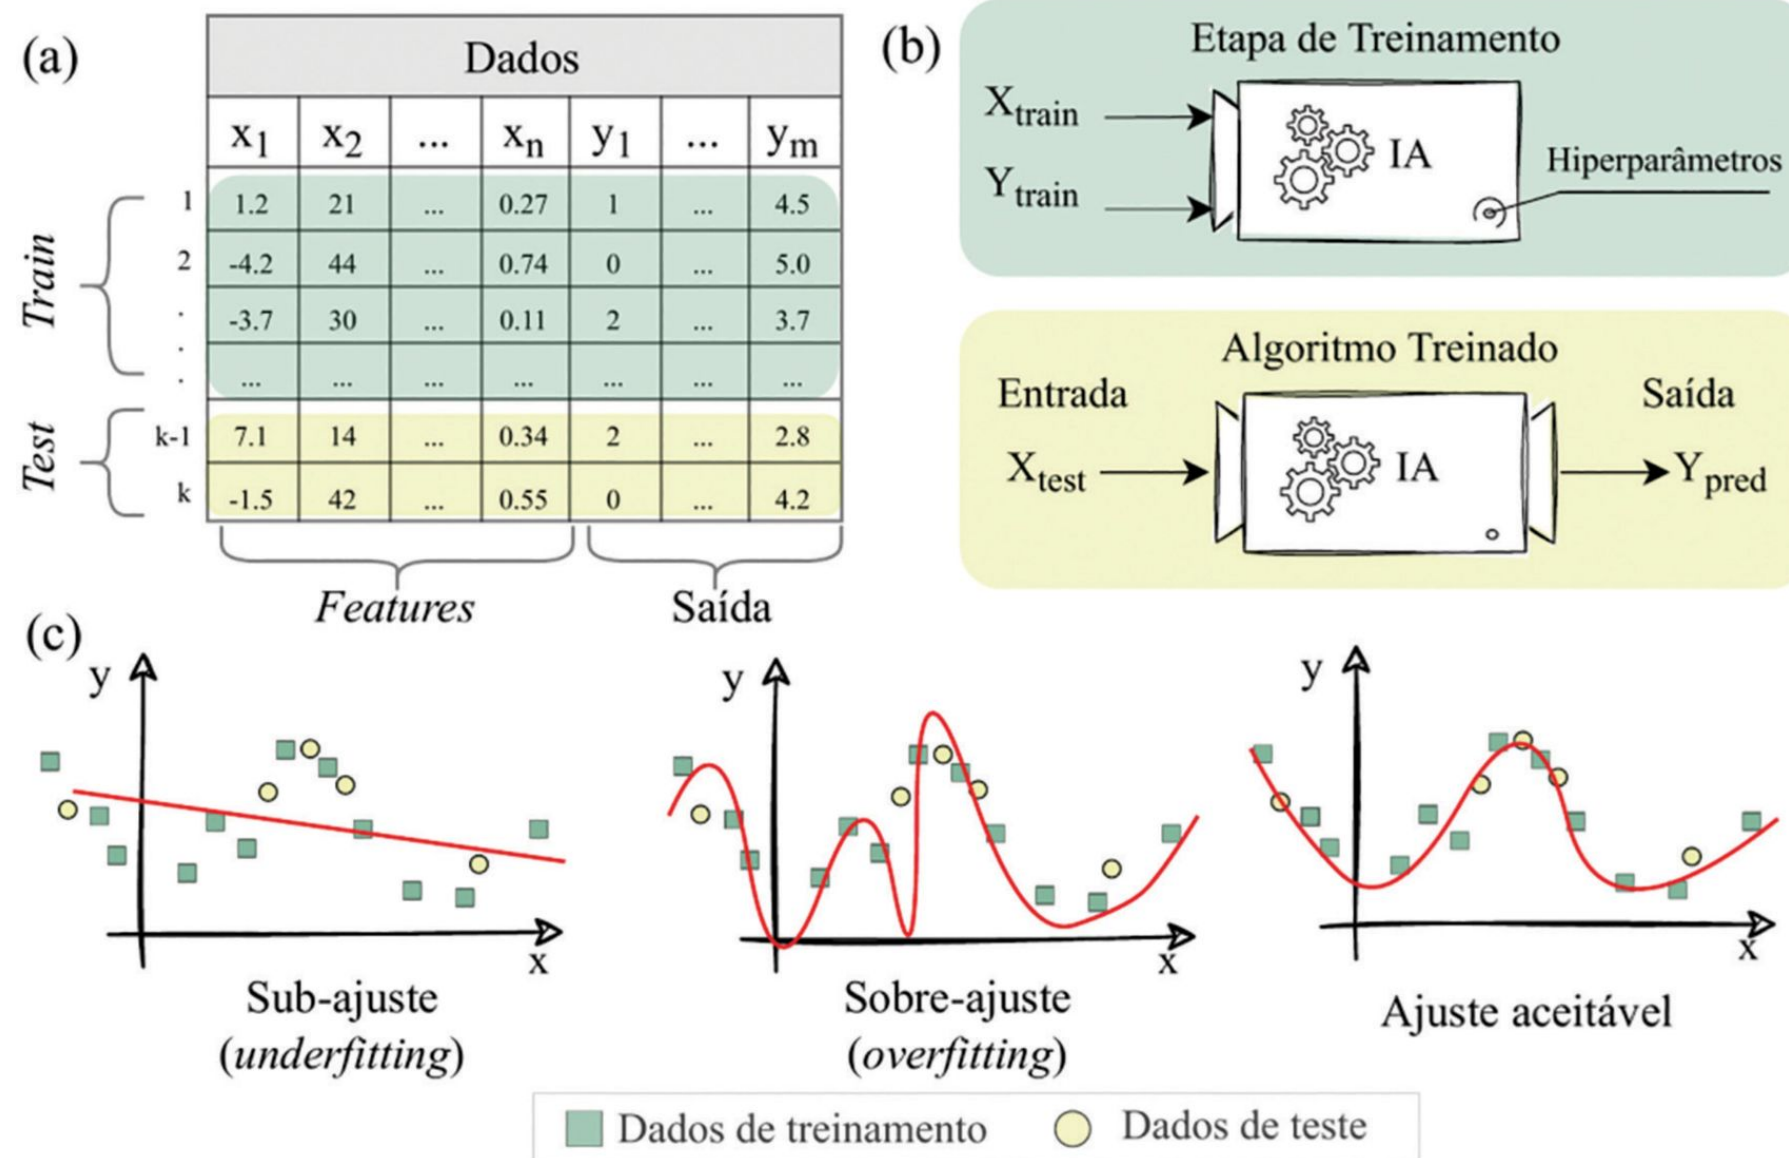 (a)
Dados
x1 x2 ... xn y1 ... ym
Train
1 1.2 21 ... 0.27 1 ... 4.5
2 -4.2 44 ... 0.74 0 ... 5.0
. -3.7 30 ... 0.11 2 ... 3.7
.
. ... ... ... ... ... ... ...
Test
k-1 7.1 14 ... 0.34 2 ... 2.8
k -1.5 42 ... 0.55 0 ... 4.2
Features Saída
(b)
Etapa de Treinamento
Xtrain
Ytrain
IA
Hiperparâmetros
Algoritmo Treinado
Entrada
Saída
Xtest
IA
Ypred
(c)
y
x
Sub-ajuste
(underfitting)
y
x
Sobre-ajuste
(overfitting)
y
x
Ajuste aceitável
Dados de treinamento
Dados de teste